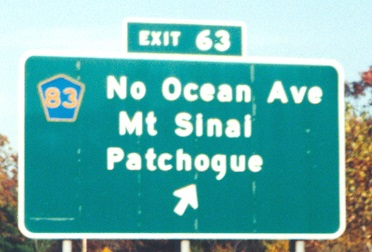 EXIT 63
83
No Ocean Ave
Mt Sinai
Patchogue